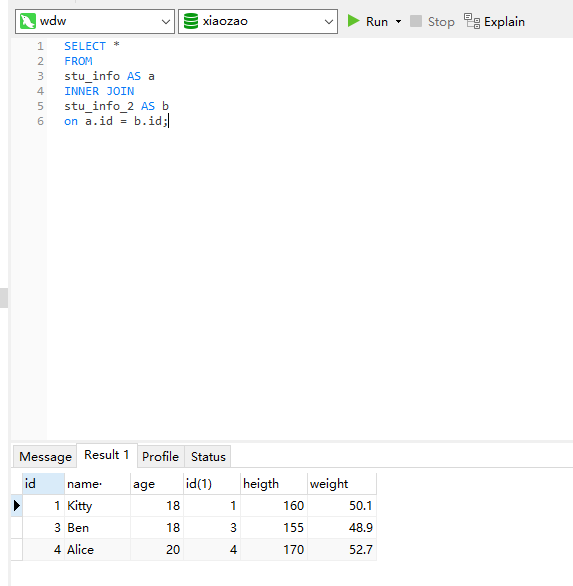 wdw xiaozao Run Stop Explain
1 SELECT *
2 FROM
3 stu_info AS a
4 INNER JOIN
5 stu_info_2 AS b
6 on a.id = b.id;
Message Result 1 Profile Status
id name· age id(1) heigth weight
1 Kitty 18 1 160 50.1
3 Ben 18 3 155 48.9
4 Alice 20 4 170 52.7